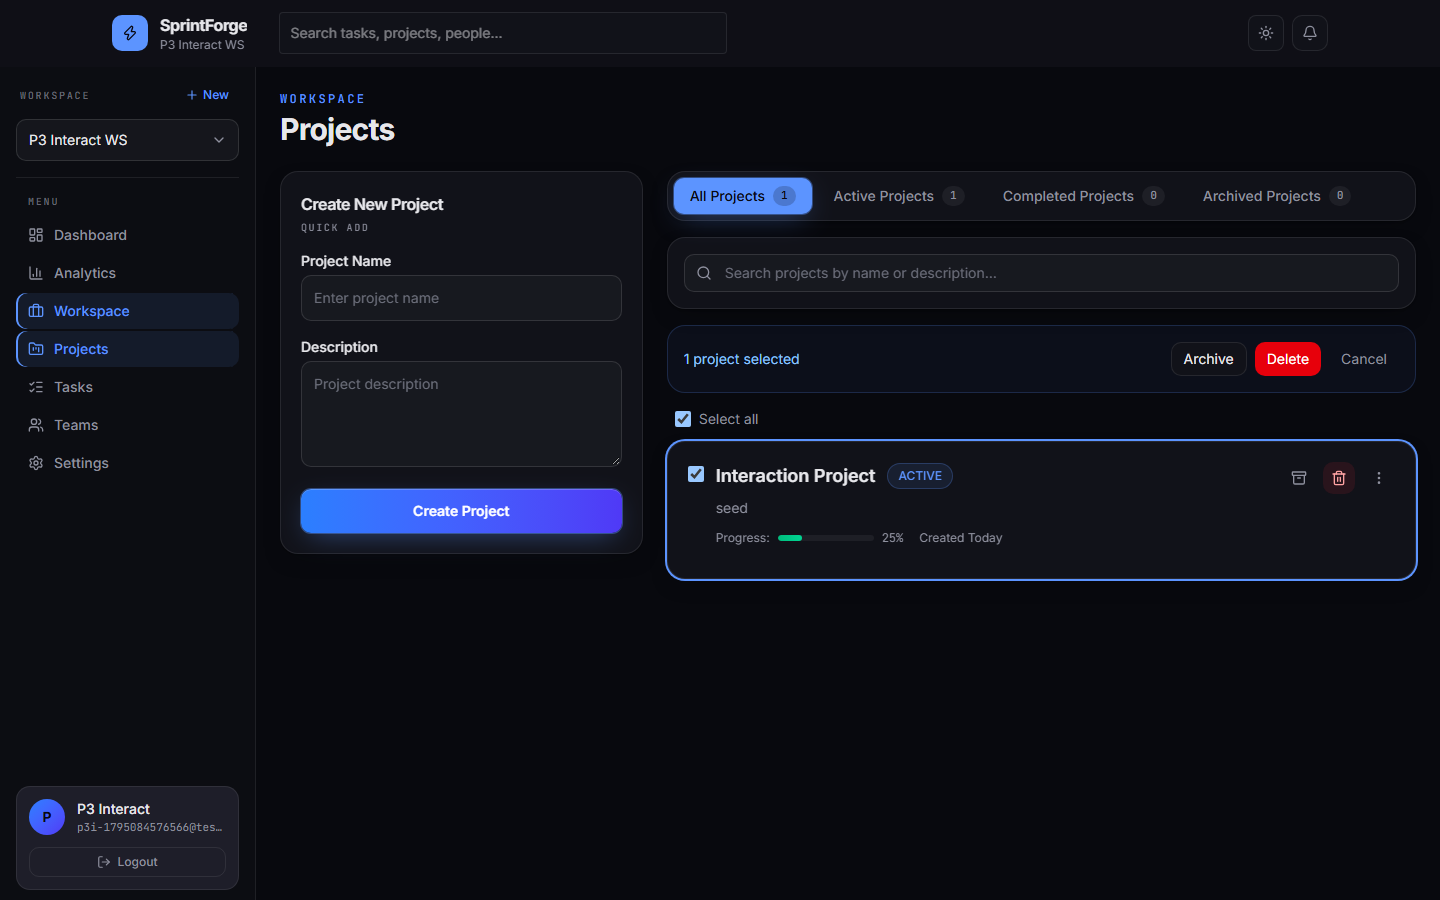 SprintForge
P3 Interact WS
Search tasks, projects, people...
WORKSPACE
New
P3 Interact WS
MENU
Dashboard
Analytics
Workspace
Projects
Tasks
Teams
Settings
P
P3 Interact
p3i-1795084576566@tes...
Logout
WORKSPACE
Projects
Create New Project
QUICK ADD
Project Name
Enter project name
Description
Project description
Create Project
All Projects 1 Active Projects 1 Completed Projects 0 Archived Projects 0
Search projects by name or description...
1 project selected Archive Delete Cancel
Select all
Interaction Project ACTIVE
seed
Progress: 25% Created Today